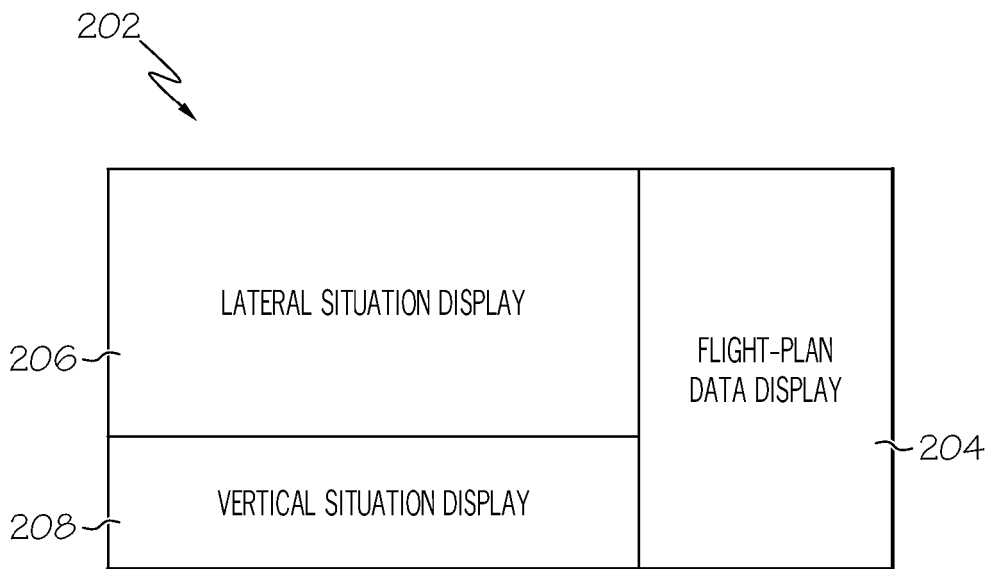 202
LATERAL SITUATION DISPLAY
206
FLIGHT-PLAN
DATA DISPLAY
204
VERTICAL SITUATION DISPLAY
208